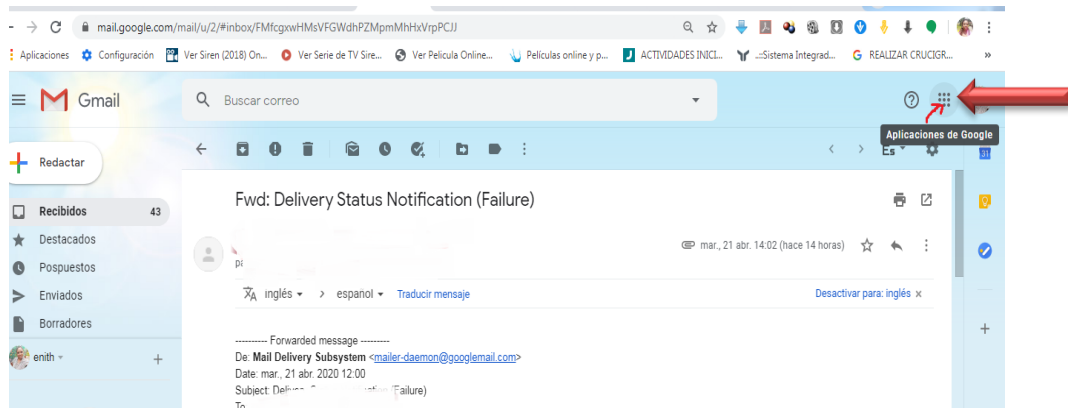 mail.google.com/mail/u/2/#inbox/FMfcgxwHMsVFGWdhPZMpmMhHxVrpPCJJ
Aplicaciones Configuración Ver Siren (2018) On... Ver Serie de TV Sire... Ver Pelicula Online... Películas online y p... ACTIVIDADES INICI... ..::Sistema Integrad... REALIZAR CRUCIGR... »
Gmail Buscar correo
Aplicaciones de Google
Redactar Es 31
Fwd: Delivery Status Notification (Failure)
Recibidos 43
Destacados mar., 21 abr. 14:02 (hace 14 horas)
Pospuestos
Enviados inglés > español Traducir mensaje Desactivar para: inglés x
Borradores
---------- Forwarded message ---------
enith +
De: Mail Delivery Subsystem <mailer-daemon@googlemail.com>
Date: mar., 21 abr. 2020 12:00
Subject: (Failure)
To